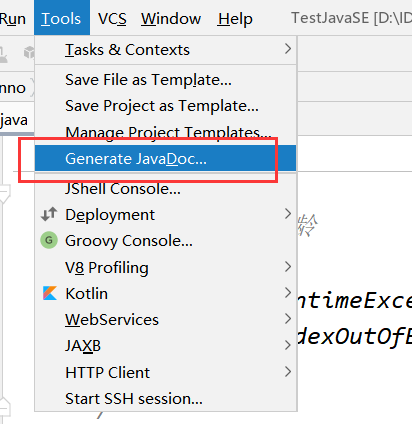 Run Tools VCS Window Help TestJavaSE [D:\ID
Tasks & Contexts
nno
Save File as Template...
Save Project as Template...
java
Manage Project Templates...
Generate JavaDoc...
JShell Console...
Deployment
龄
Groovy Console...
V8 Profiling
Kotlin
ntimeExce
WebServices
dexOutOfB
JAXB
HTTP Client
Start SSH session...